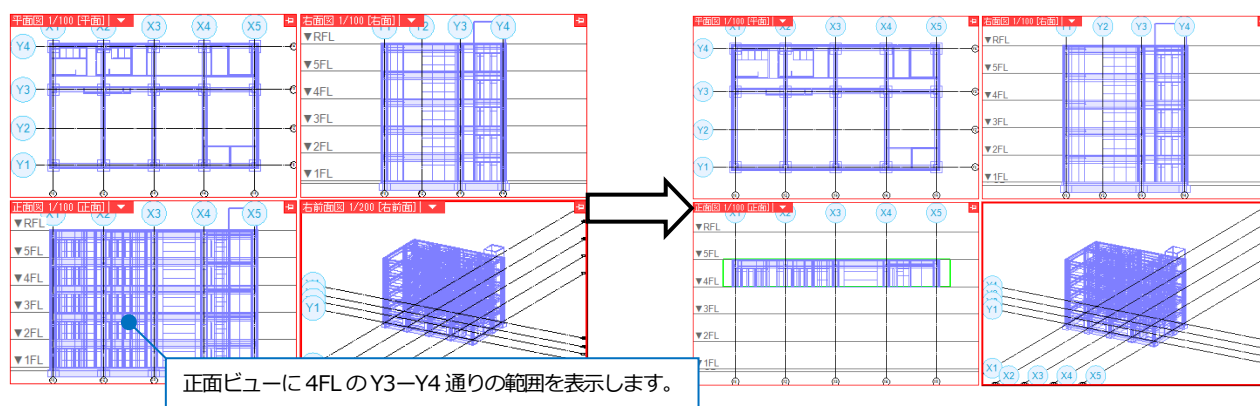 平面図 1/100 [平面]
X1 X2 X3 X4 X5
Y4
Y3
Y2
Y1
右面図 1/100 [右面]
Y1 Y2 Y3 Y4
▼RFL
▼5FL
▼4FL
▼3FL
▼2FL
▼1FL
正面図 1/100 [正面]
X1 X2 X3 X4 X5
▼RFL
▼5FL
▼4FL
▼3FL
▼2FL
▼1FL
右前面図 1/200 [右前面]
Y1
正面ビューに4FLのY3ーY4通りの範囲を表示します。
平面図 1/100 [平面]
X1 X2 X3 X4 X5
Y4
Y3
Y2
Y1
右面図 1/100 [右面]
Y1 Y2 Y3 Y4
▼RFL
▼5FL
▼4FL
▼3FL
▼2FL
▼1FL
正面図 1/100 [正面]
X1 X2 X3 X4 X5
▼RFL
▼5FL
▼4FL
▼3FL
▼2FL
▼1FL
Y1
X1 X2 X3 X4 X5